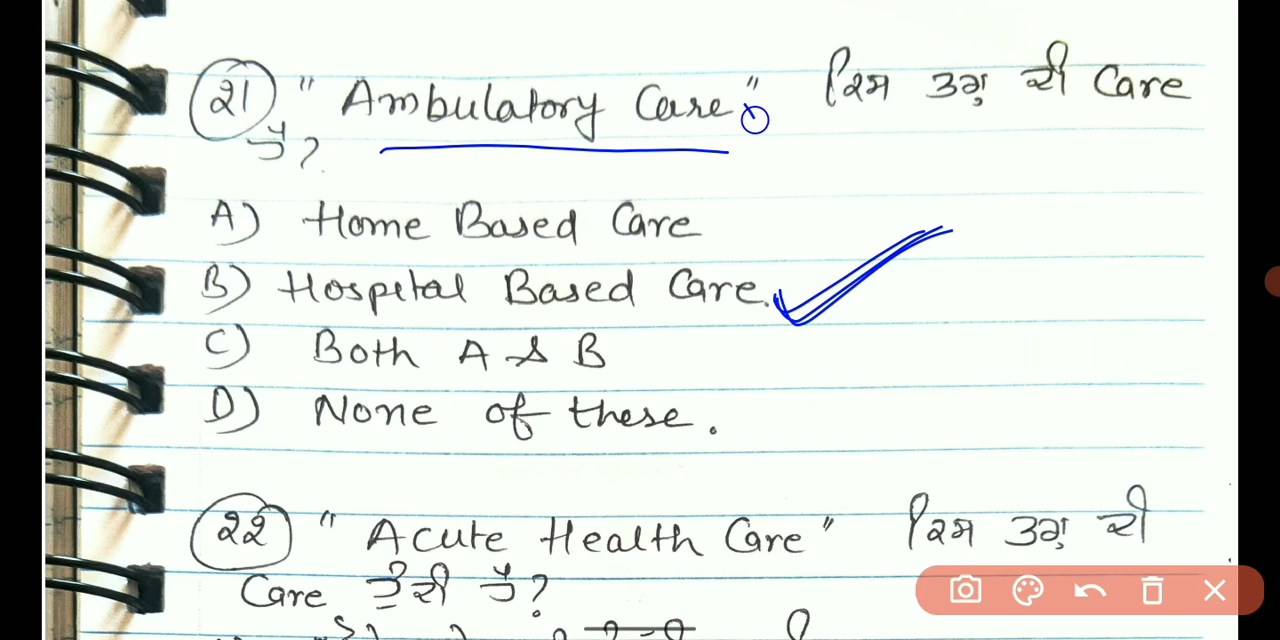 ੨੧ " Ambulatory Care" ਕਿਸ ਤਰ੍ਹਾਂ ਦੀ Care
ਹੈ?
A) Home Based Care
B) Hospital Based Care.
C) Both A & B
D) None of these.
੨੨ " Acute Health Care" ਕਿਸ ਤਰ੍ਹਾਂ ਦੀ
Care ਹੁੰਦੀ ਹੈ?